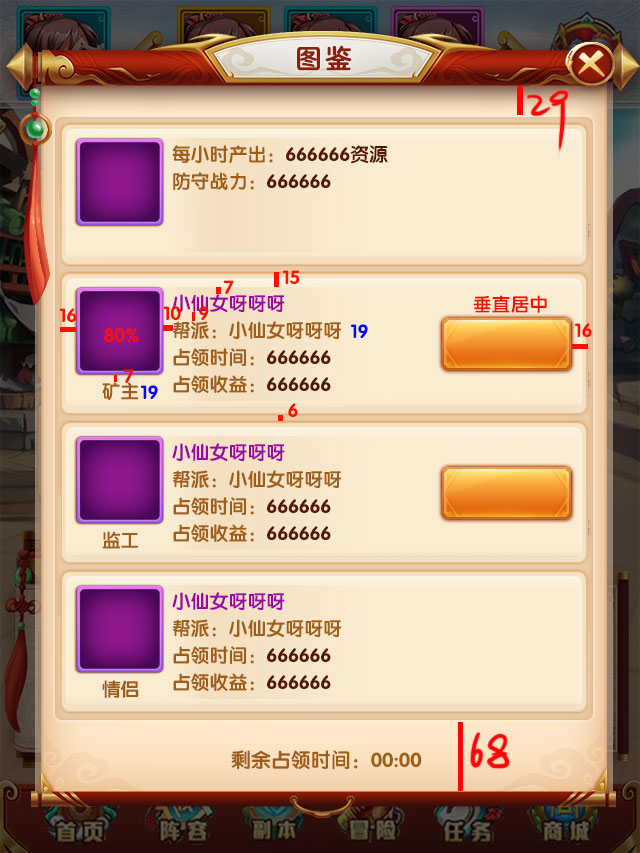 图鉴
29
每小时产出：666666资源
防守战力：666666
15
7
小仙女呀呀呀
垂直居中
16
10
9
80%
帮派：小仙女呀呀呀 19
16
占领时间：666666
7
占领收益：666666
矿主19
6
小仙女呀呀呀
帮派：小仙女呀呀呀
占领时间：666666
占领收益：666666
监工
小仙女呀呀呀
帮派：小仙女呀呀呀
占领时间：666666
占领收益：666666
情侣
剩余占领时间：00:00
68
首页 阵容 副本 冒险 任务 商城